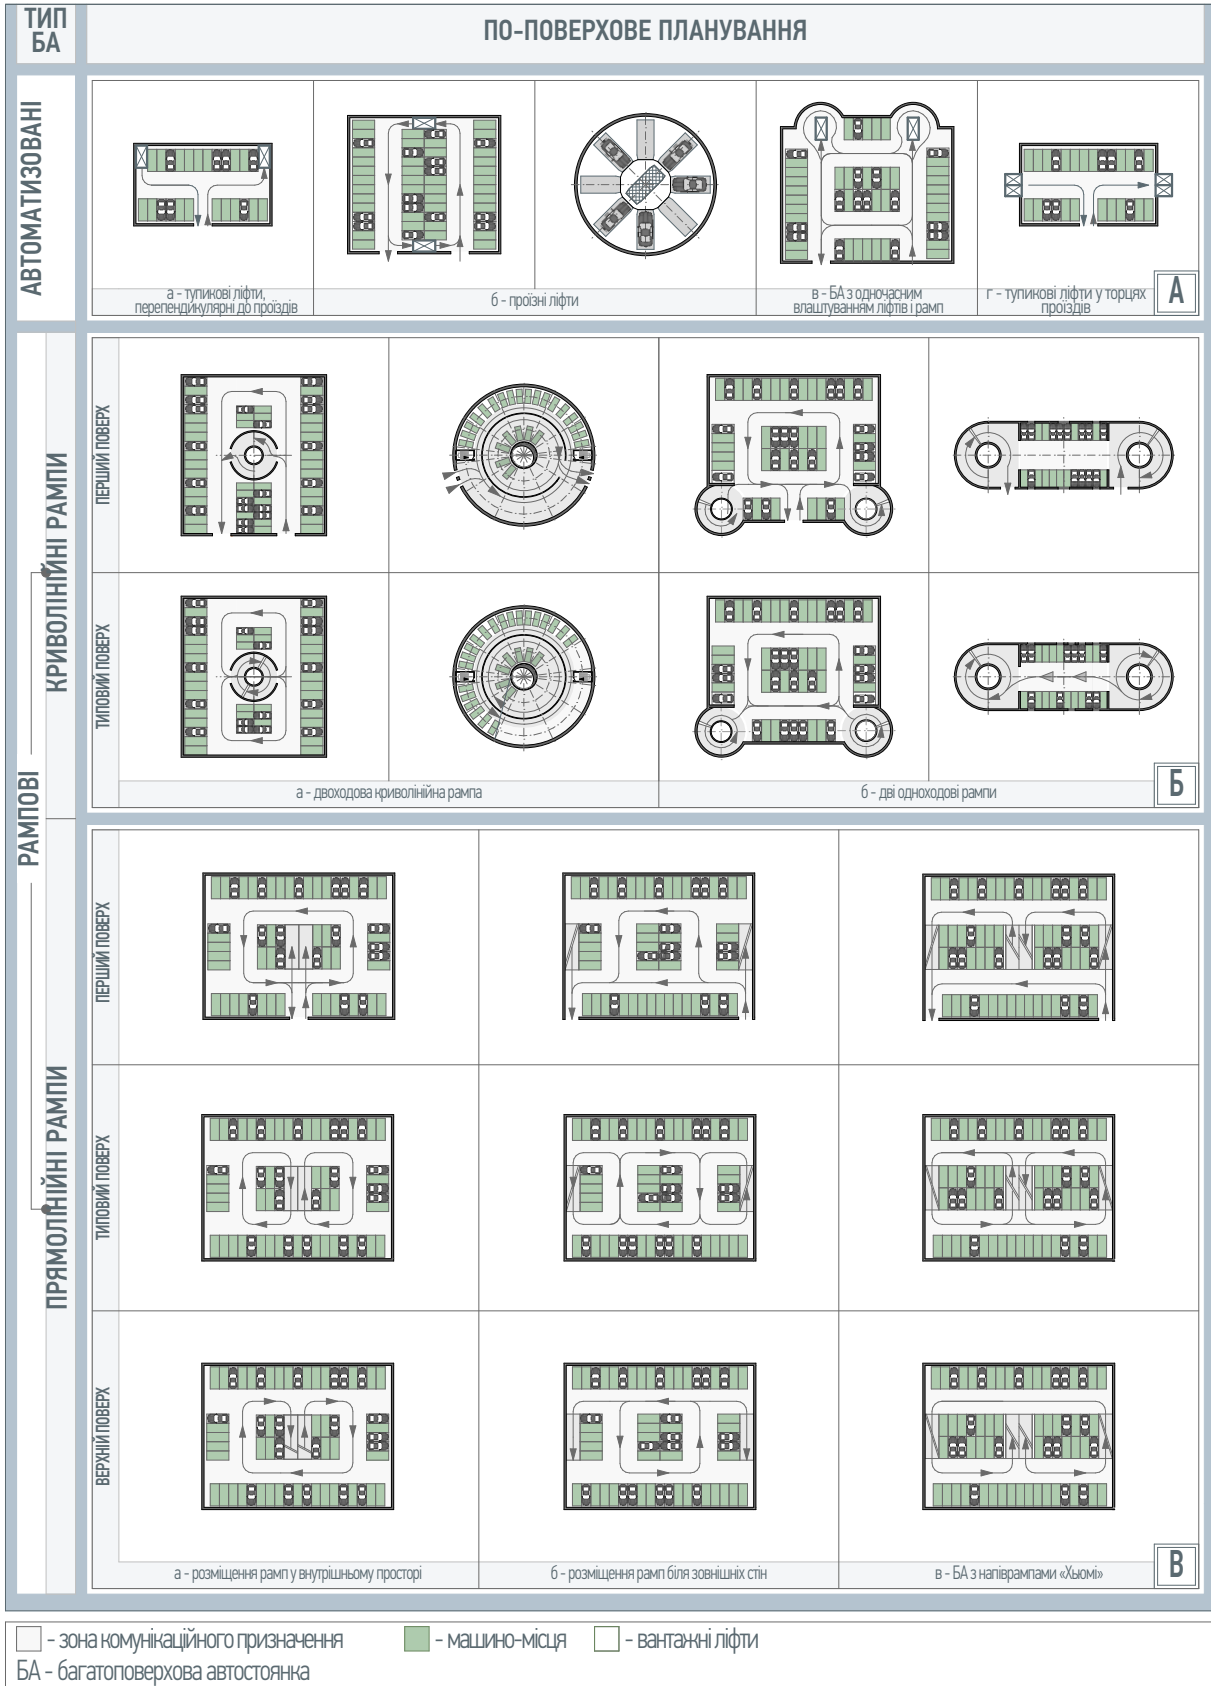 ТИП
БА
ПО-ПОВЕРХОВЕ ПЛАНУВАННЯ
АВТОМАТИЗОВАНІ
а - тупикові ліфти,
перепендикулярні до проїздів
б - проїзні ліфти
в - БА з одночасним
влаштуванням ліфтів і рамп
г - тупикові ліфти у торцях
проїздів
А
РАМПОВІ
КРИВОЛІНІЙНІ РАМПИ
ПЕРШИЙ ПОВЕРХ
ТИПОВИЙ ПОВЕРХ
а - двоходова криволінійна рампа
б - дві одноходові рампи
Б
ПРЯМОЛІНІЙНІ РАМПИ
ПЕРШИЙ ПОВЕРХ
ТИПОВИЙ ПОВЕРХ
ВЕРХНІЙ ПОВЕРХ
а - розміщення рамп у внутрішньому просторі
б - розміщення рамп біля зовнішніх стін
в - БА з напіврампами «Хьюмі»
В
- зона комунікаційного призначення
- машино-місця
- вантажні ліфти
БА - багатоповерхова автостоянка